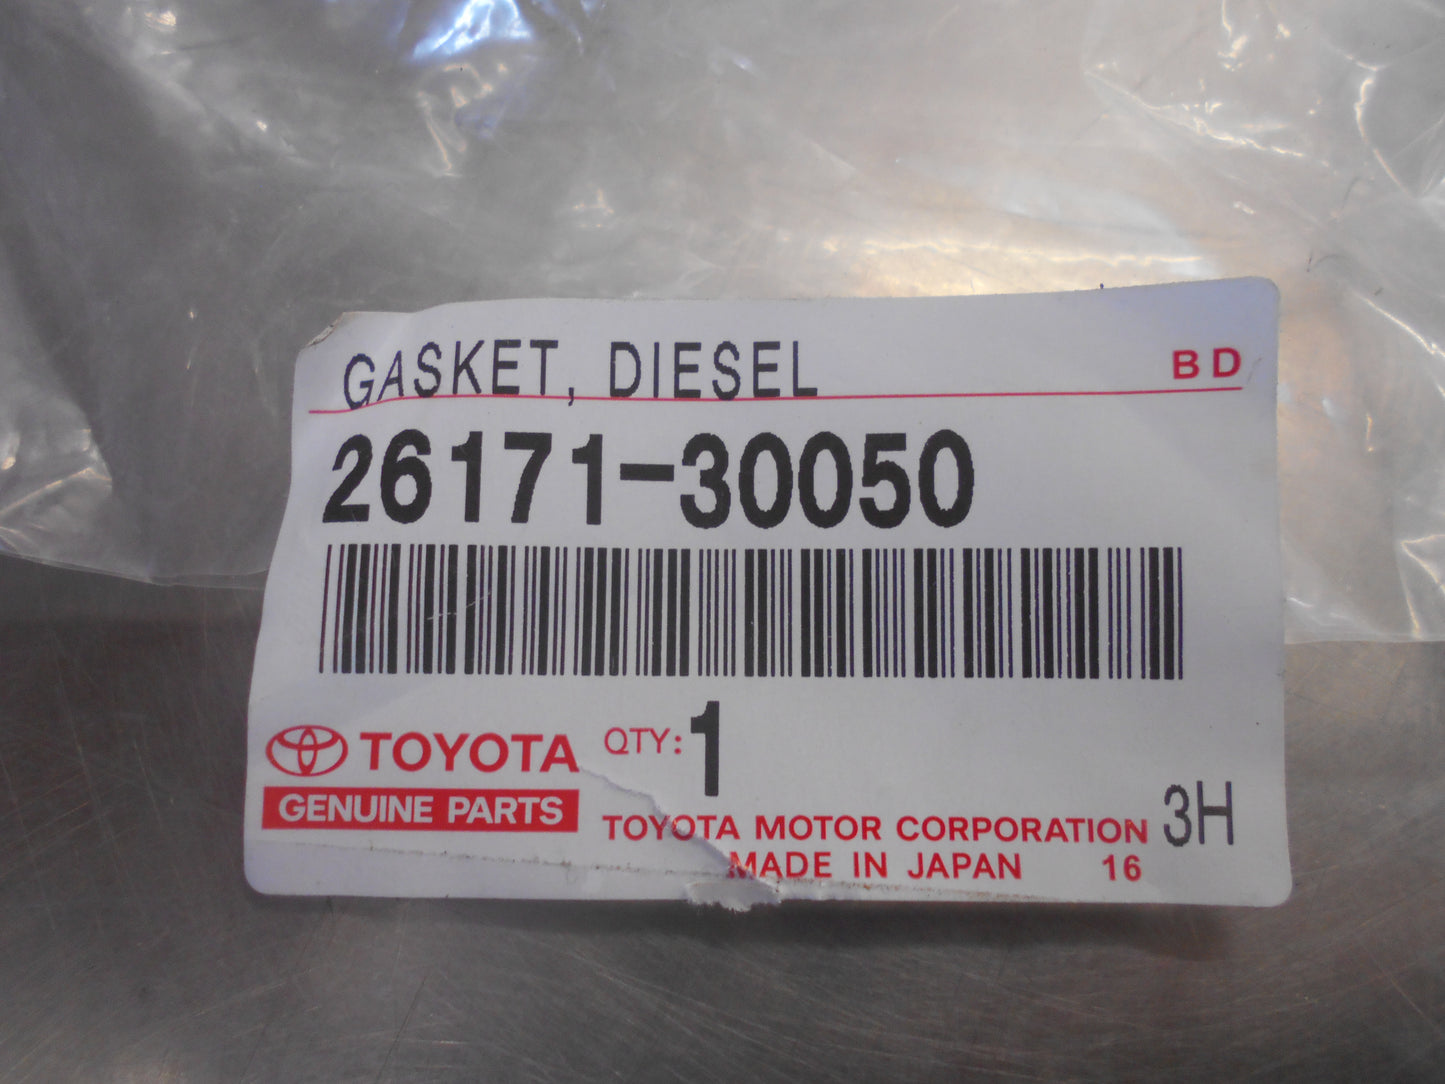 GASKET, DIESEL BD
26171-30050
TOYOTA QTY: 1
GENUINE PARTS
TOYOTA MOTOR CORPORATION 3H
MADE IN JAPAN 16